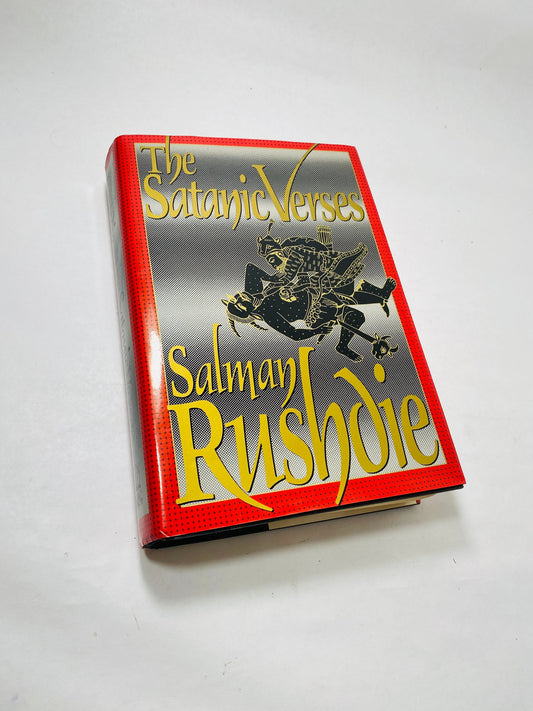 The
Satanic Verses
Salman
Rushdie